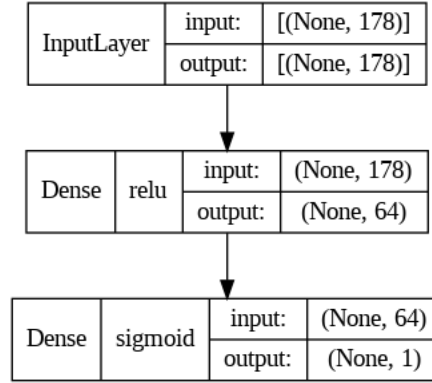 InputLayer
input: [(None, 178)]
output: [(None, 178)]
Dense relu
input: (None, 178)
output: (None, 64)
Dense sigmoid
input: (None, 64)
output: (None, 1)